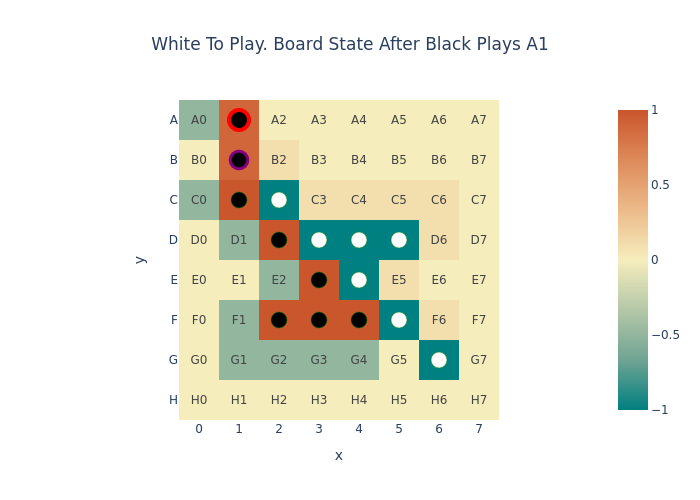 White To Play. Board State After Black Plays A1
A A0 A2 A3 A4 A5 A6 A7
B B0 B2 B3 B4 B5 B6 B7
C C0 C3 C4 C5 C6 C7
D D0 D1 D6 D7
E E0 E1 E2 E5 E6 E7
F F0 F1 F6 F7
G G0 G1 G2 G3 G4 G5 G7
H H0 H1 H2 H3 H4 H5 H6 H7
0 1 2 3 4 5 6 7
x
y
1
0.5
0
−0.5
−1